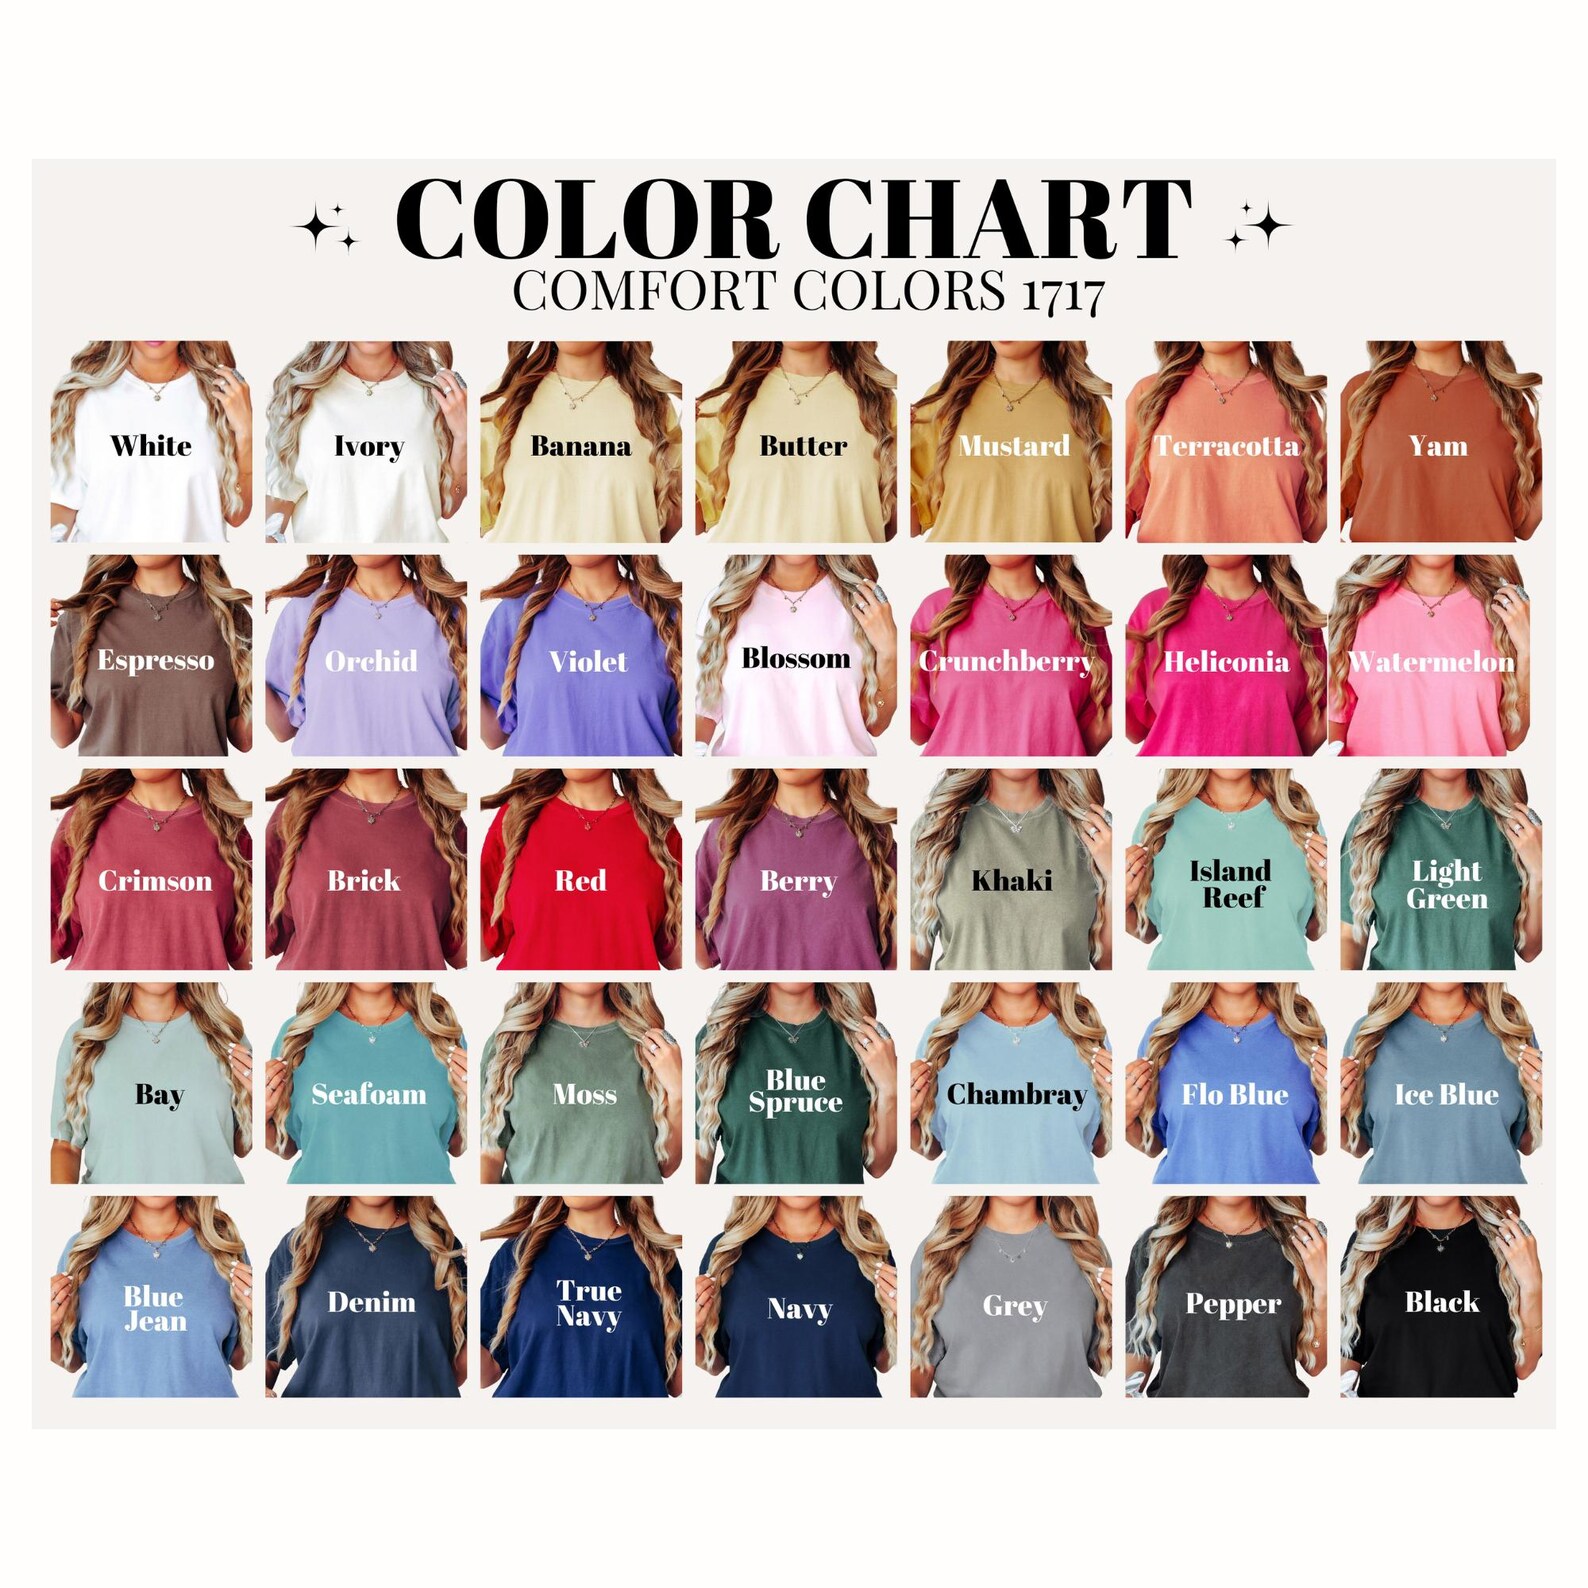 COLOR CHART
COMFORT COLORS 1717
White
Ivory
Banana
Butter
Mustard
Terracotta
Yam
Espresso
Orchid
Violet
Blossom
Crunchberry
Heliconia
Watermelon
Crimson
Brick
Red
Berry
Khaki
Island
Reef
Light
Green
Bay
Seafoam
Moss
Blue
Spruce
Chambray
Flo Blue
Ice Blue
Blue
Jean
Denim
True
Navy
Navy
Grey
Pepper
Black